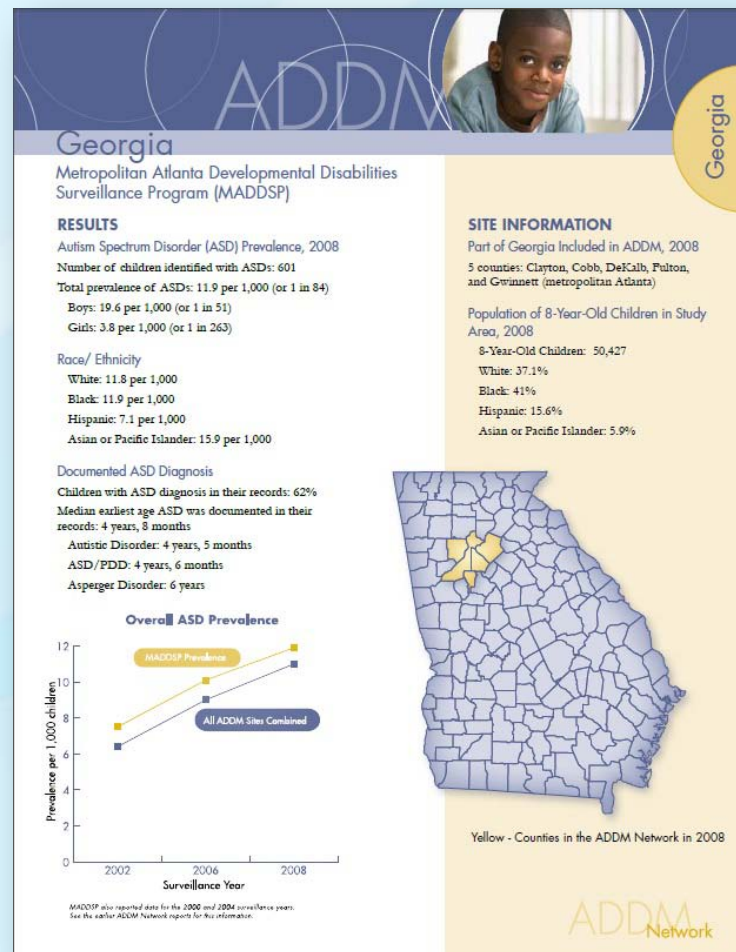 ADDM
Georgia
Georgia
Metropolitan Atlanta Developmental Disabilities
Surveillance Program (MADDSP)
RESULTS
Autism Spectrum Disorder (ASD) Prevalence, 2008
Number of children identified with ASDs: 601
Total prevalence of ASDs: 11.9 per 1,000 (or 1 in 84)
Boys: 19.6 per 1,000 (or 1 in 51)
Girls: 3.8 per 1,000 (or 1 in 263)
Race/ Ethnicity
White: 11.8 per 1,000
Black: 11.9 per 1,000
Hispanic: 7.1 per 1,000
Asian or Pacific Islander: 15.9 per 1,000
Documented ASD Diagnosis
Children with ASD diagnosis in their records: 62%
Median earliest age ASD was documented in their
records: 4 years, 8 months
Autistic Disorder: 4 years, 5 months
ASD/PDD: 4 years, 6 months
Asperger Disorder: 6 years
Overall ASD Prevalence
12
10
8
6
4
2
0
Prevalence per 1,000 children
MADDSP Prevalence
All ADDM Sites Combined
2002
2006
2008
Surveillance Year
MADDSP also reported data for the 2000 and 2004 surveillance years.
See the earlier ADDM Network reports for this information.
SITE INFORMATION
Part of Georgia Included in ADDM, 2008
5 counties: Clayton, Cobb, DeKalb, Fulton,
and Gwinnett (metropolitan Atlanta)
Population of 8-Year-Old Children in Study
Area, 2008
8-Year-Old Children: 50,427
White: 37.1%
Black: 41%
Hispanic: 15.6%
Asian or Pacific Islander: 5.9%
Yellow - Counties in the ADDM Network in 2008
ADDM
Network